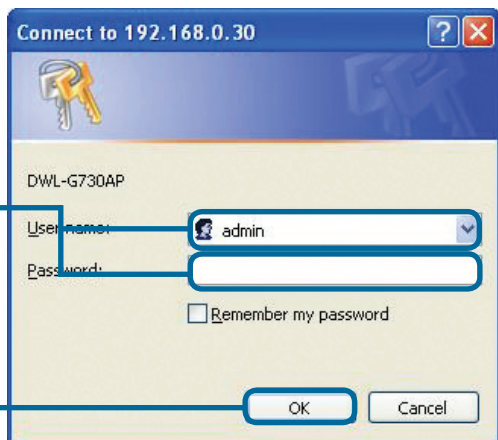 Connect to 192.168.0.30
DWL-G730AP
User name:
admin
Password:
Remember my password
OK
Cancel